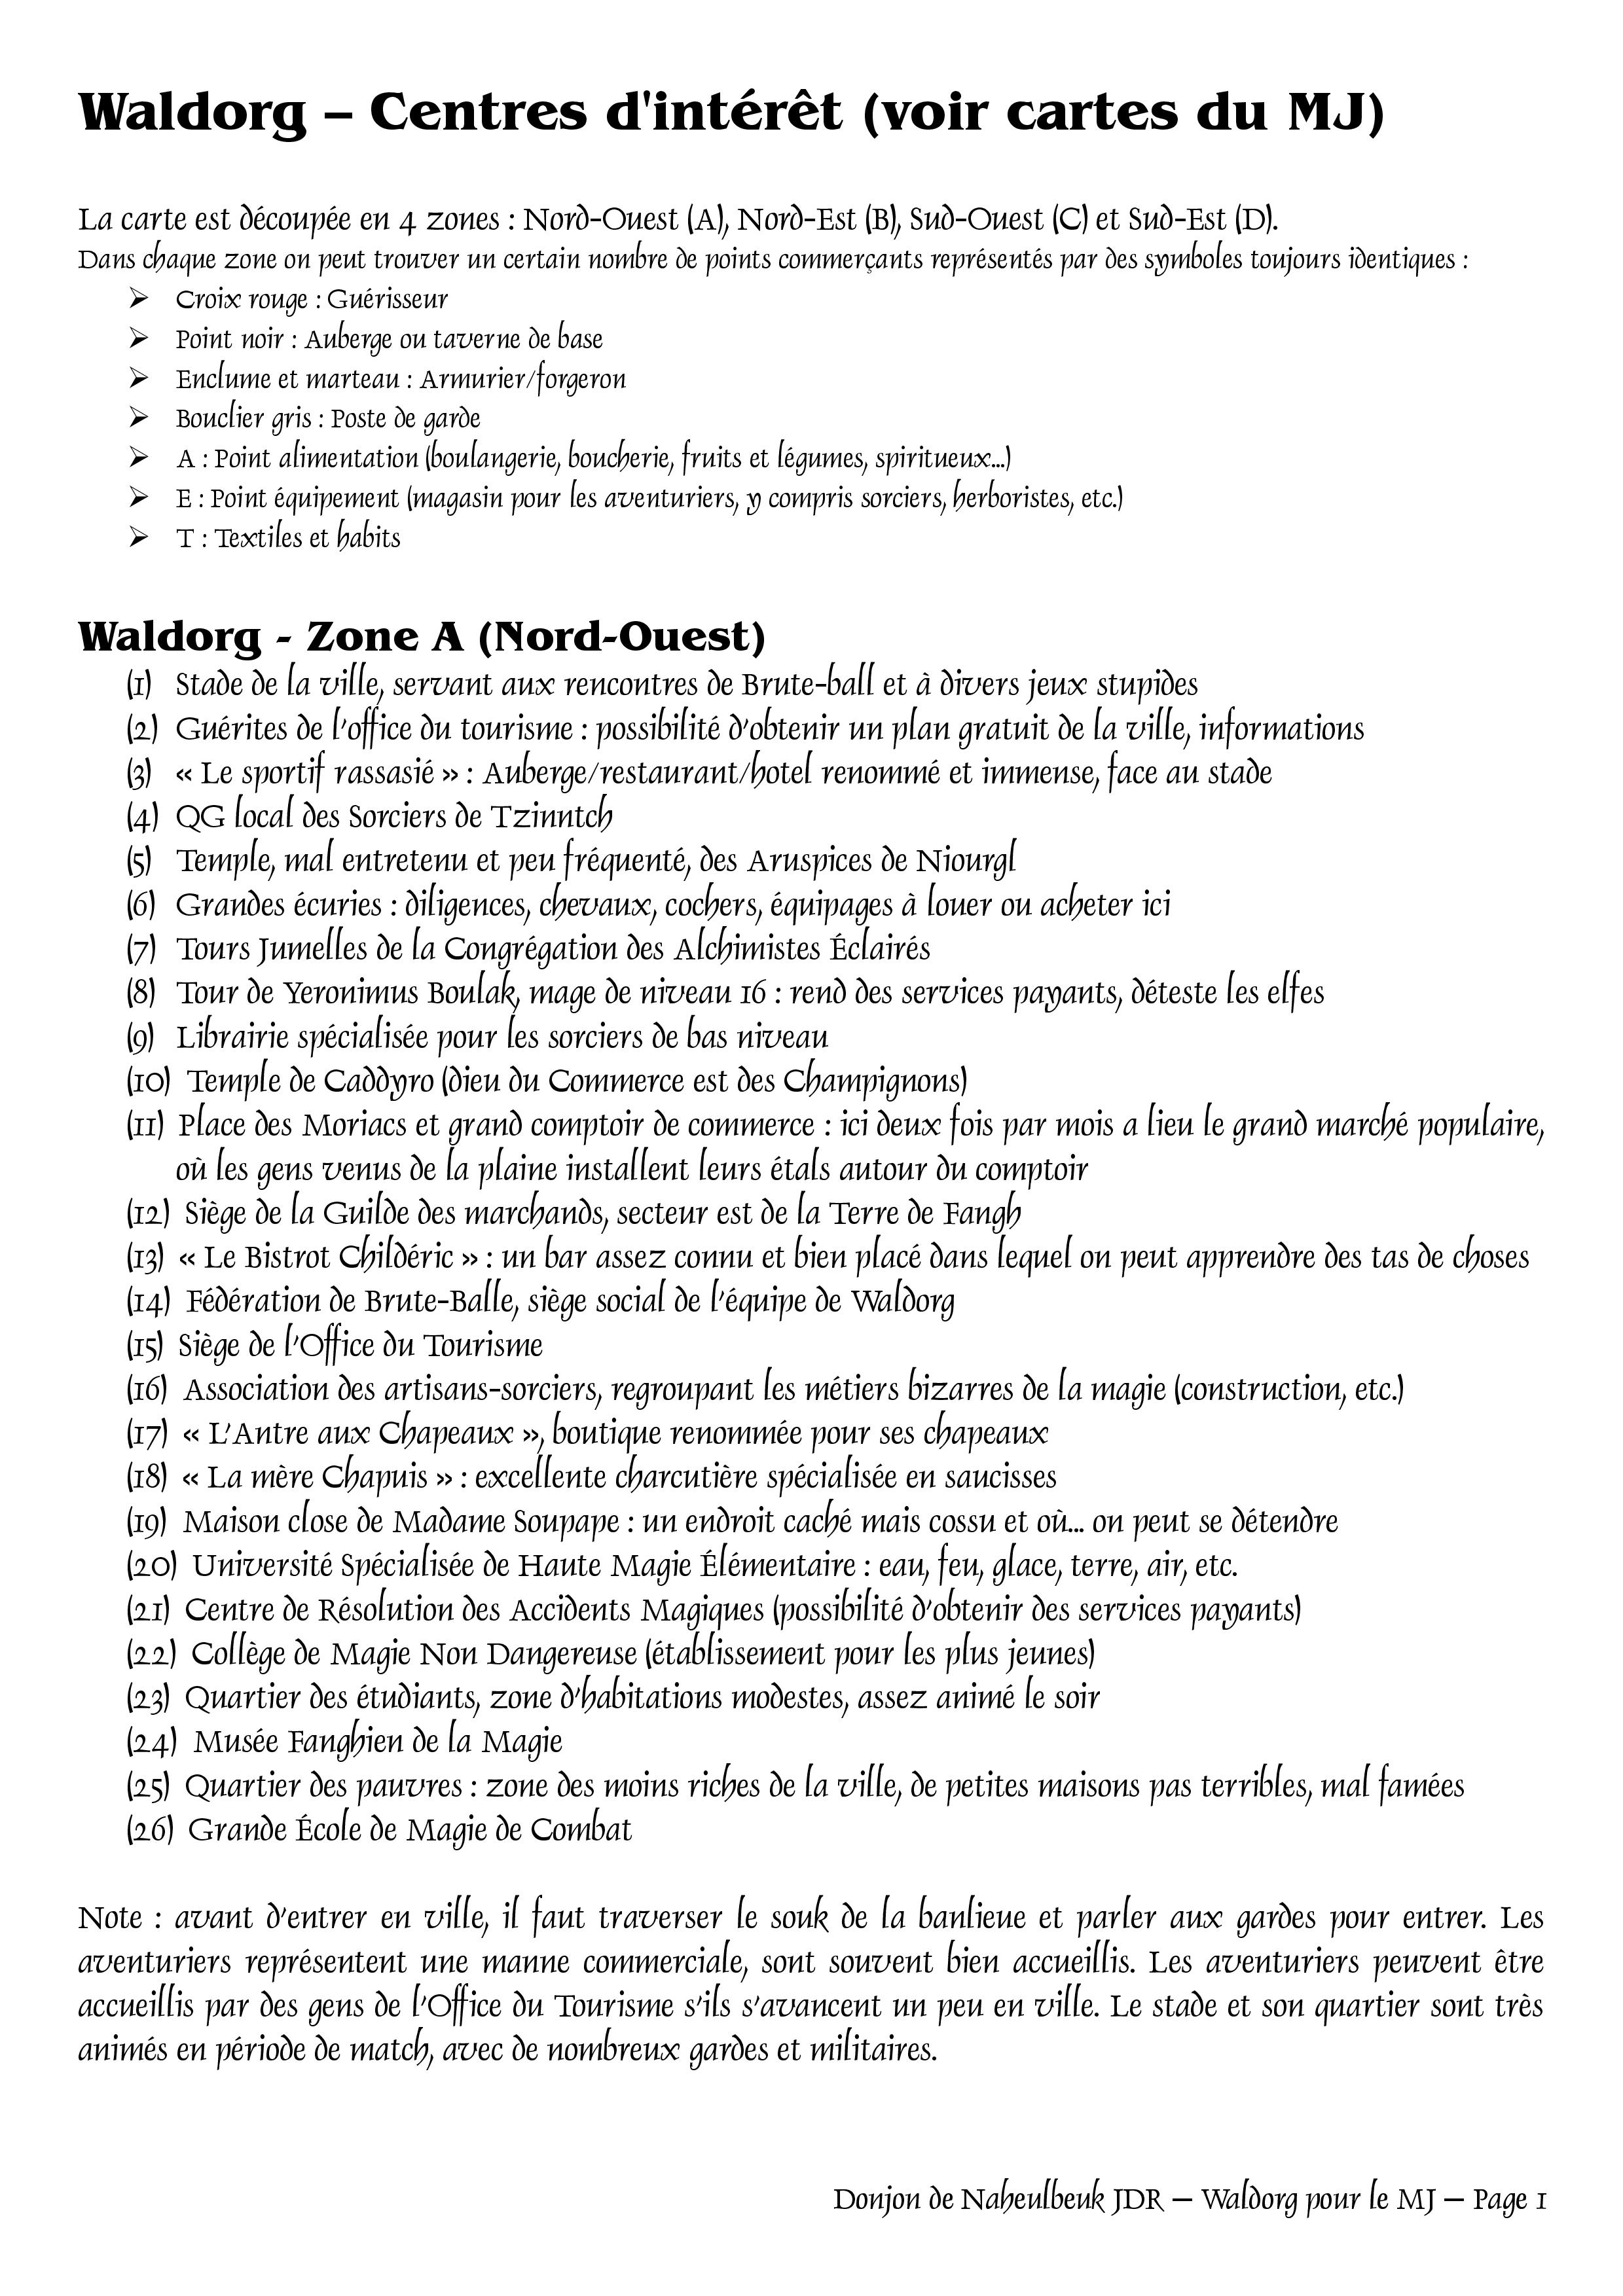 Waldorg – Centres d'intérêt (voir cartes du MJ)
La carte est découpée en 4 zones : Nord-Ouest (A), Nord-Est (B), Sud-Ouest (C) et Sud-Est (D).
Dans chaque zone on peut trouver un certain nombre de points commerçants représentés par des symboles toujours identiques :
➢ Croix rouge : Guérisseur
➢ Point noir : Auberge ou taverne de base
➢ Enclume et marteau : Armurier/forgeron
➢ Bouclier gris : Poste de garde
➢ A : Point alimentation (boulangerie, boucherie, fruits et légumes, spiritueux...)
➢ E : Point équipement (magasin pour les aventuriers, y compris sorciers, herboristes, etc.)
➢ T : Textiles et habits
Waldorg - Zone A (Nord-Ouest)
(1) Stade de la ville, servant aux rencontres de Brute-ball et à divers jeux stupides
(2) Guérites de l'office du tourisme : possibilité d'obtenir un plan gratuit de la ville, informations
(3) « Le sportif rassasié » : Auberge/restaurant/hotel renommé et immense, face au stade
(4) QG local des Sorciers de Tzinntch
(5) Temple, mal entretenu et peu fréquenté, des Aruspices de Niourgl
(6) Grandes écuries : diligences, chevaux, cochers, équipages à louer ou acheter ici
(7) Tours Jumelles de la Congrégation des Alchimistes Éclairés
(8) Tour de Yeronimus Boulak, mage de niveau 16 : rend des services payants, déteste les elfes
(9) Librairie spécialisée pour les sorciers de bas niveau
(10) Temple de Caddyro (dieu du Commerce est des Champignons)
(11) Place des Moriacs et grand comptoir de commerce : ici deux fois par mois a lieu le grand marché populaire,
où les gens venus de la plaine installent leurs étals autour du comptoir
(12) Siège de la Guilde des marchands, secteur est de la Terre de Fangh
(13) « Le Bistrot Childéric » : un bar assez connu et bien placé dans lequel on peut apprendre des tas de choses
(14) Fédération de Brute-Balle, siège social de l'équipe de Waldorg
(15) Siège de l'Office du Tourisme
(16) Association des artisans-sorciers, regroupant les métiers bizarres de la magie (construction, etc.)
(17) « L'Antre aux Chapeaux », boutique renommée pour ses chapeaux
(18) « La mère Chapuis » : excellente charcutière spécialisée en saucisses
(19) Maison close de Madame Soupape : un endroit caché mais cossu et où... on peut se détendre
(20) Université Spécialisée de Haute Magie Élémentaire : eau, feu, glace, terre, air, etc.
(21) Centre de Résolution des Accidents Magiques (possibilité d'obtenir des services payants)
(22) Collège de Magie Non Dangereuse (établissement pour les plus jeunes)
(23) Quartier des étudiants, zone d'habitations modestes, assez animé le soir
(24) Musée Fanghien de la Magie
(25) Quartier des pauvres : zone des moins riches de la ville, de petites maisons pas terribles, mal famées
(26) Grande École de Magie de Combat
Note : avant d'entrer en ville, il faut traverser le souk de la banlieue et parler aux gardes pour entrer. Les
aventuriers représentent une manne commerciale, sont souvent bien accueillis. Les aventuriers peuvent être
accueillis par des gens de l'Office du Tourisme s'ils s'avancent un peu en ville. Le stade et son quartier sont très
animés en période de match, avec de nombreux gardes et militaires.
Donjon de Naheulbeuk JDR – Waldorg pour le MJ – Page 1